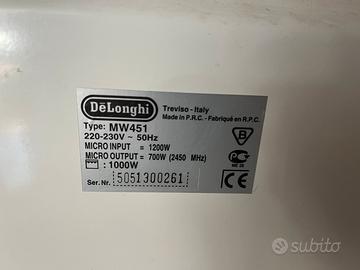 DeLonghi
Treviso - Italy
Made in P.R.C. - Fabriqué en R.P.C.
Type: MW451
220-230V ~ 50Hz
MICRO INPUT = 1200W
MICRO OUTPUT = 700W (2450 MHz)
: 1000W
Ser. Nr. 5051300261
B
CE
subito